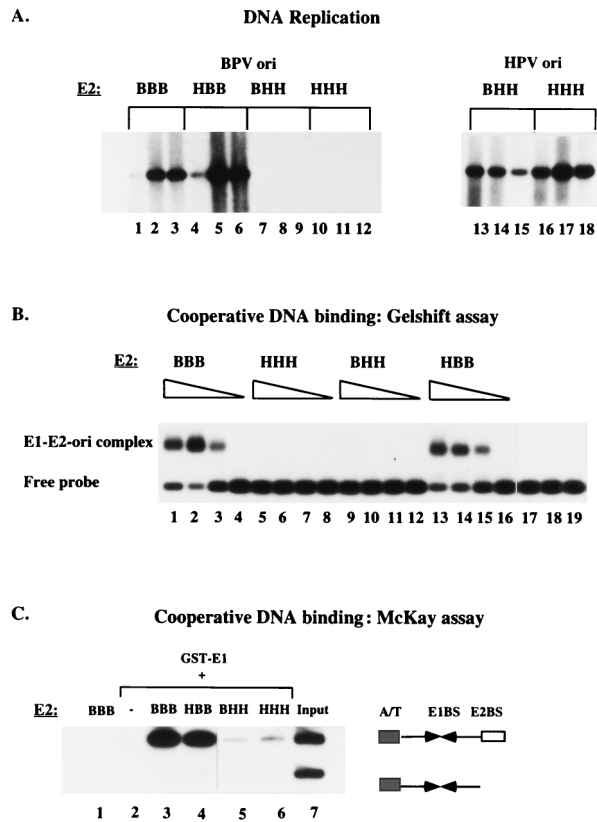 A.
DNA Replication
BPV ori
HPV ori
E2: BBB HBB BHH HHH
BHH HHH
1 2 3 4 5 6 7 8 9 10 11 12
13 14 15 16 17 18
B.
Cooperative DNA binding: Gelshift assay
E2: BBB HHH BHH HBB
E1-E2-ori complex
Free probe
1 2 3 4 5 6 7 8 9 10 11 12 13 14 15 16 17 18 19
C.
Cooperative DNA binding: McKay assay
GST-E1
+
E2: BBB - BBB HBB BHH HHH Input
A/T E1BS E2BS
1 2 3 4 5 6 7